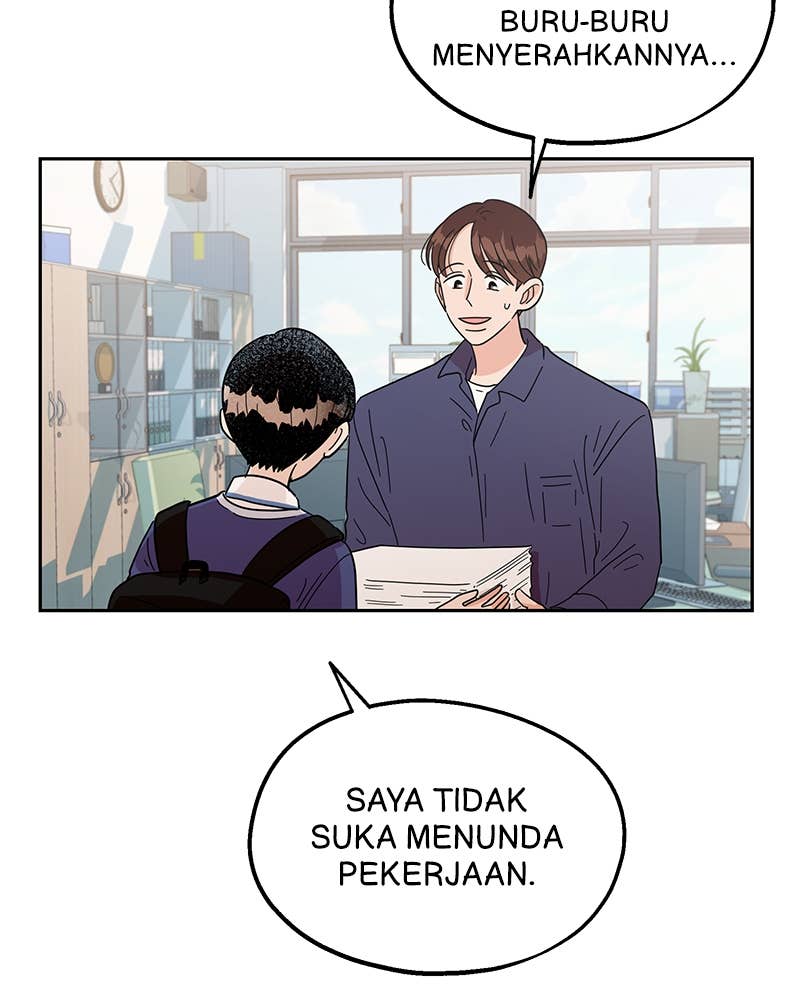 BURU-BURU
MENYERAHKANNYA...
SAYA TIDAK
SUKA MENUNDA
PEKERJAAN.